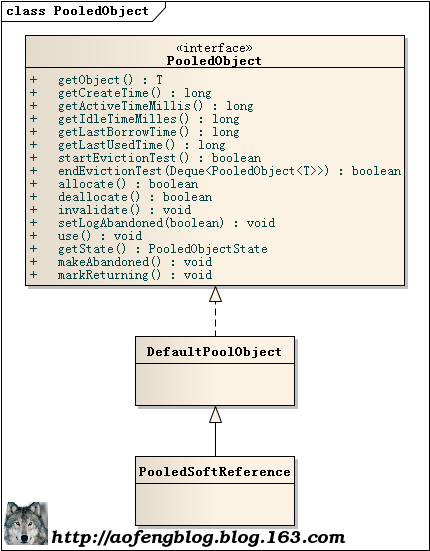 class PooledObject
«interface»
PooledObject
+ getObject() : T
+ getCreateTime() : long
+ getActiveTimeMillis() : long
+ getIdleTimeMilles() : long
+ getLastBorrowTime() : long
+ getLastUsedTime() : long
+ startEvictionTest() : boolean
+ endEvictionTest(Deque<PooledObject<T>>) : boolean
+ allocate() : boolean
+ deallocate() : boolean
+ invalidate() : void
+ setLogAbandoned(boolean) : void
+ use() : void
+ getState() : PooledObjectState
+ makeAbandoned() : void
+ markReturning() : void
DefaultPoolObject
PooledSoftReference
http://aofengblog.blog.163.com